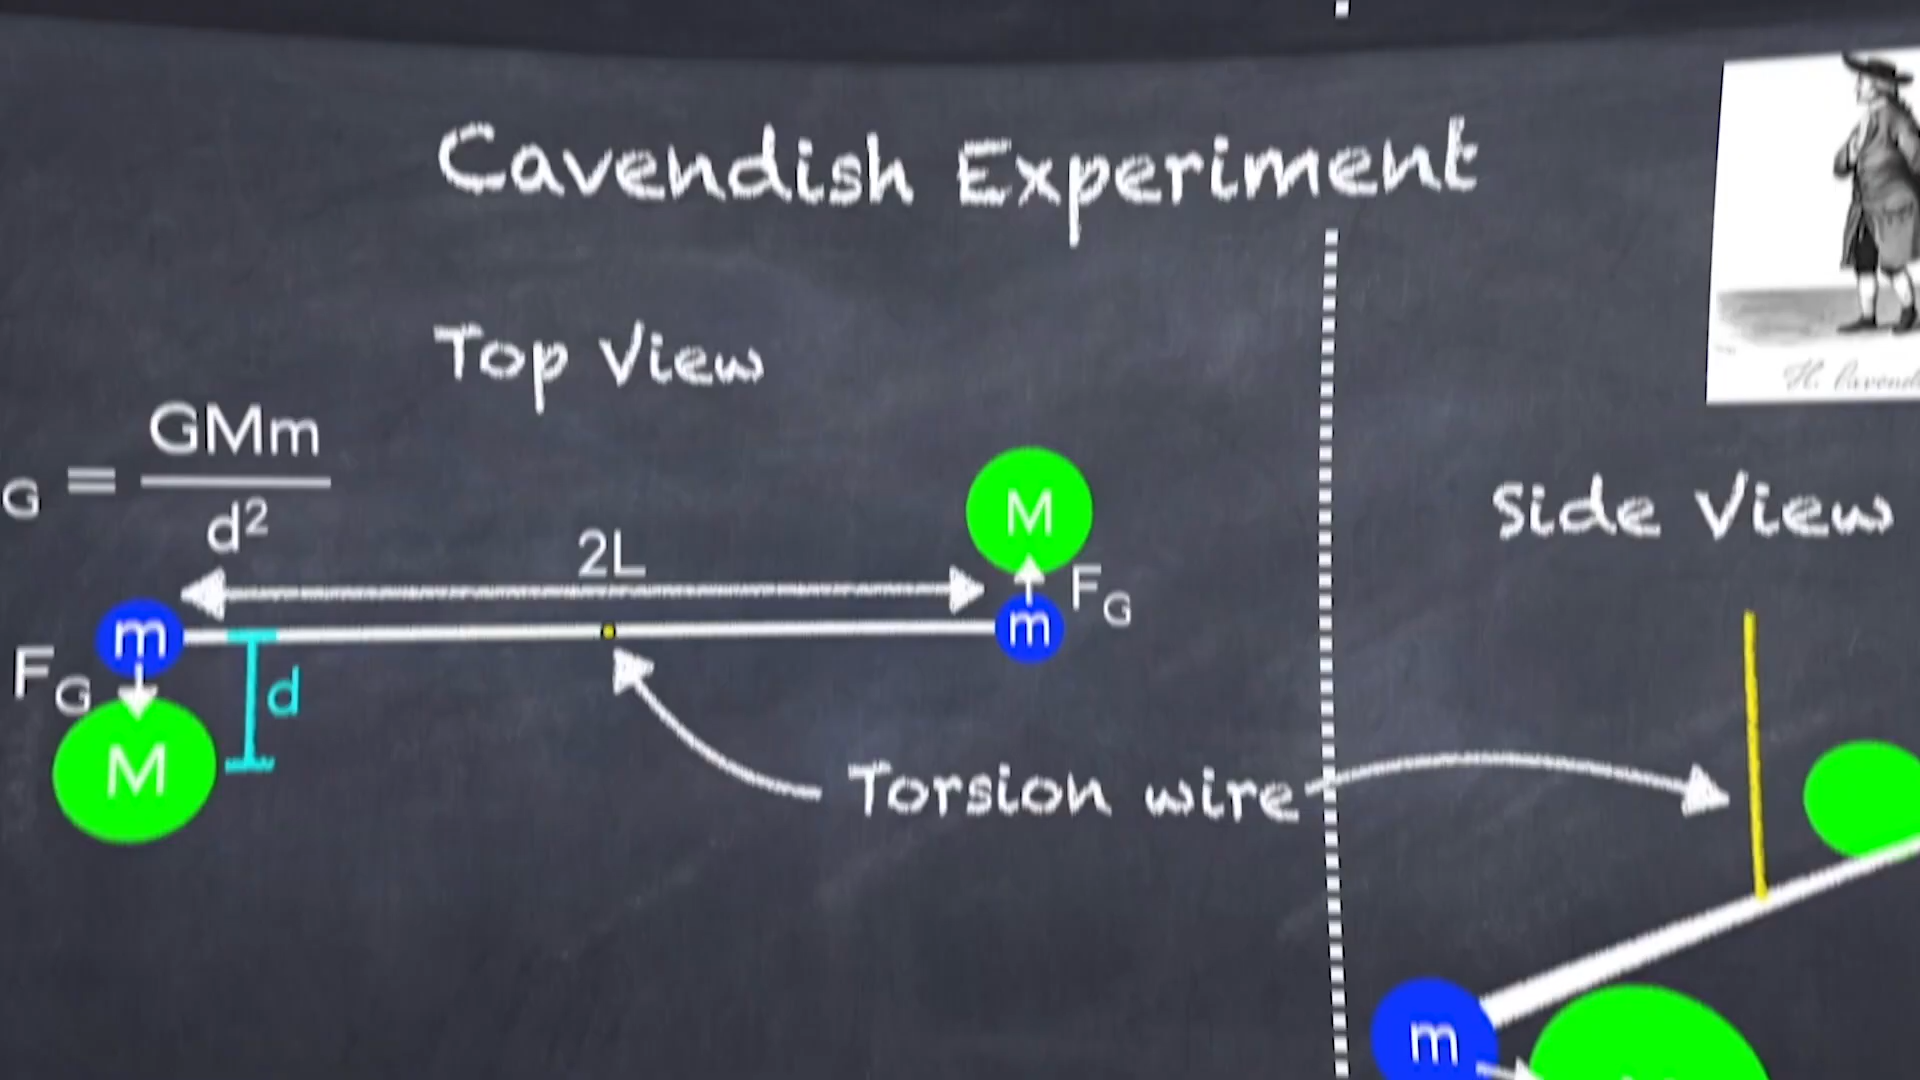 Cavendish Experiment
Top View
G = GMm
d²
2L
M
FG
m
m
FG
d
M
Torsion wire
Side View
m